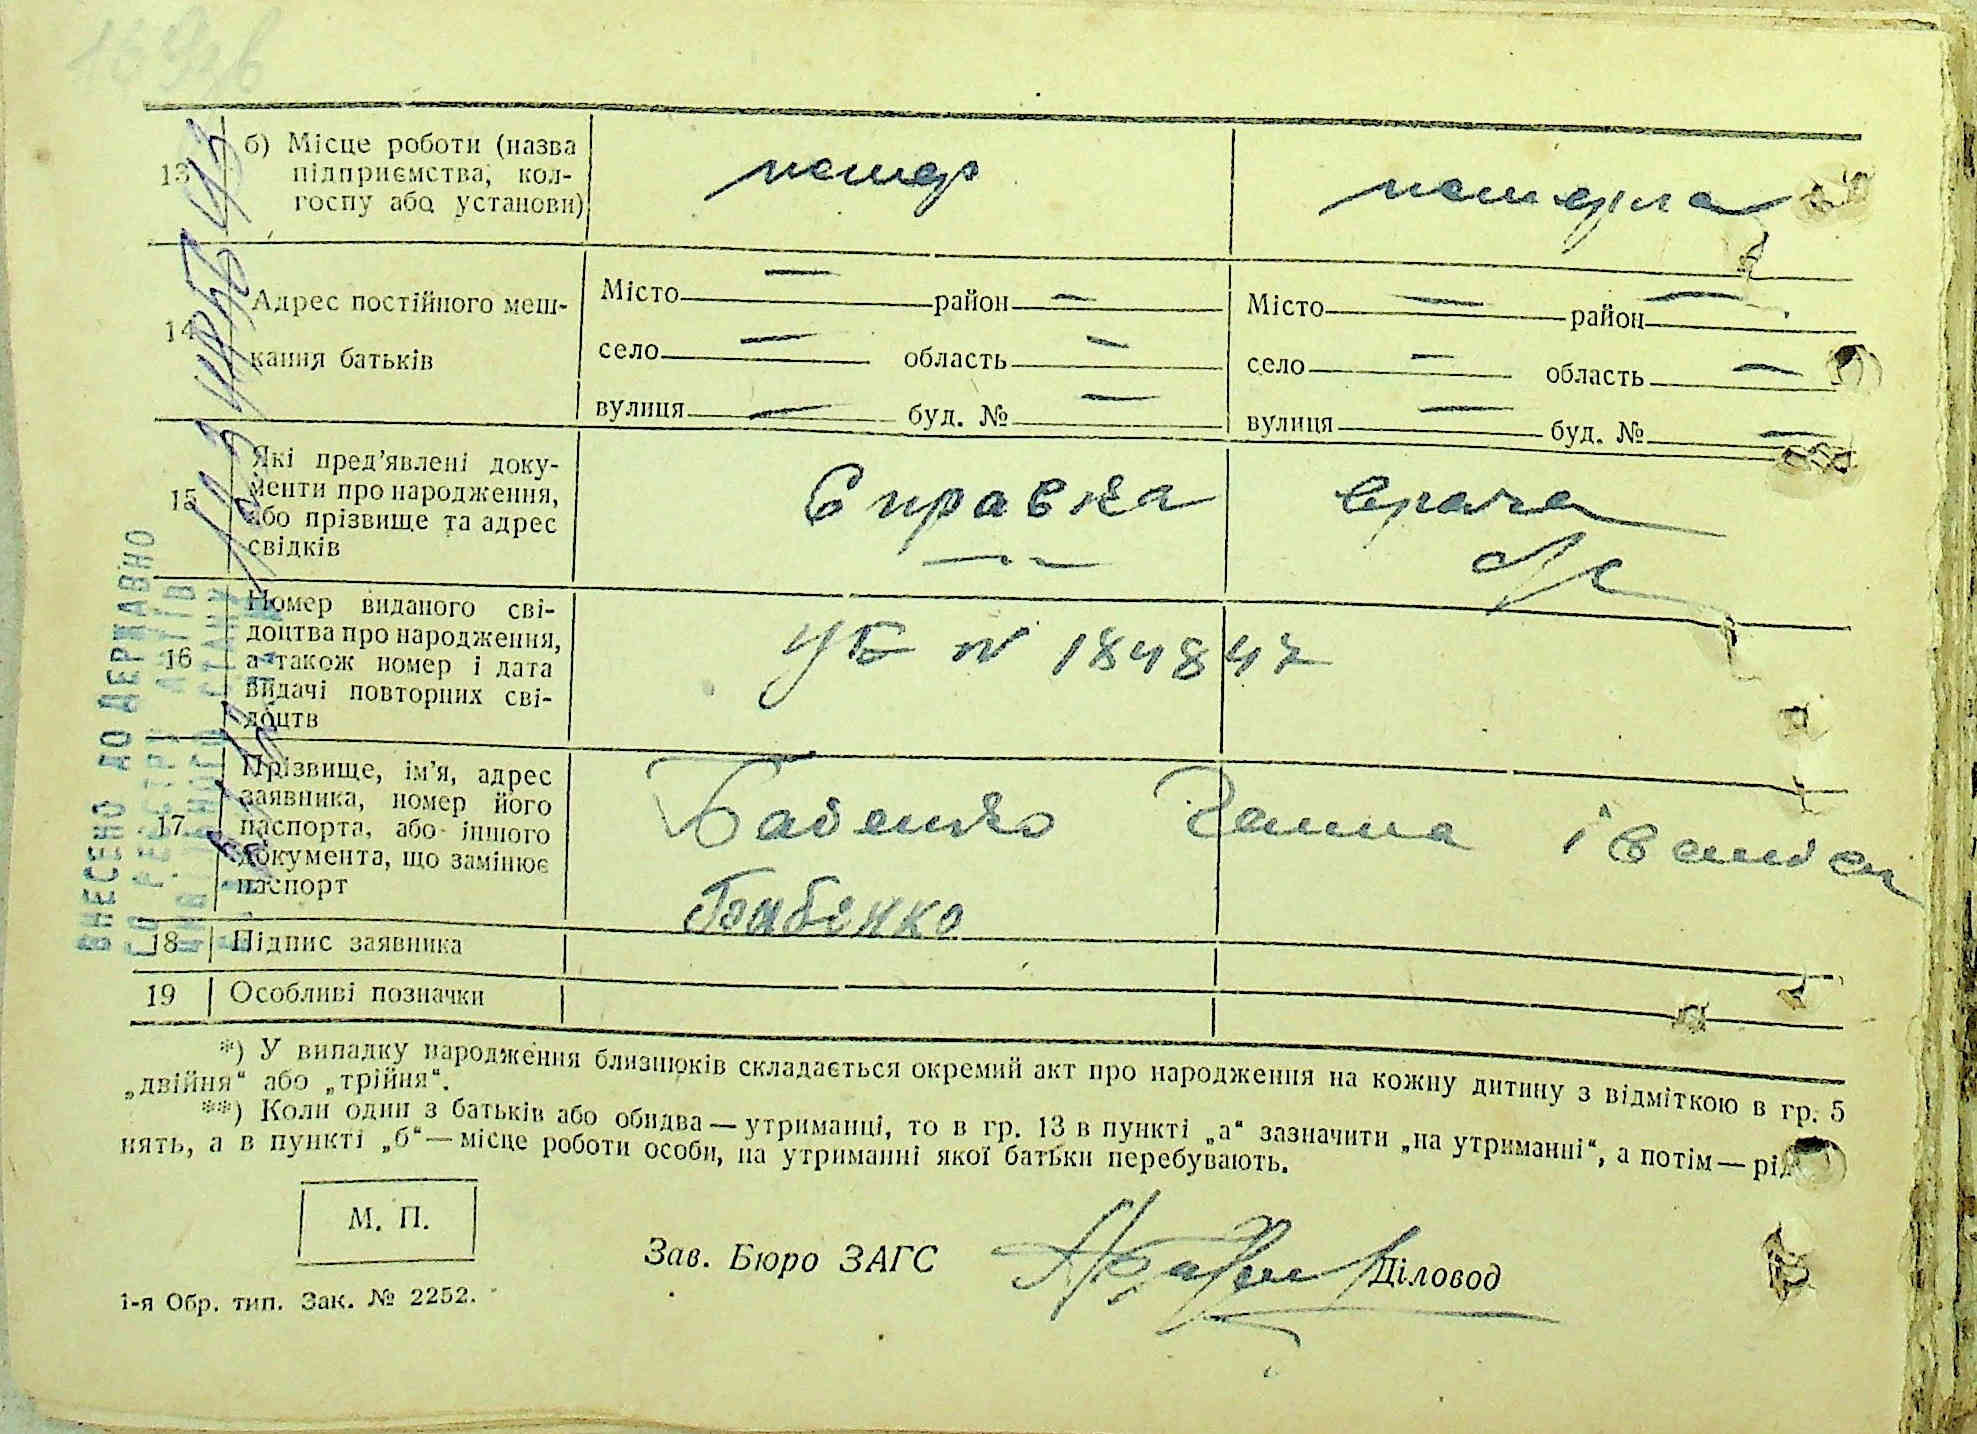 13 б) Місце роботи (назва
підприємства, кол-
госпу або установи)
Адрес постійного меш-
14
кання батьків
Місто район
село область
вулиця буд. №
Місто район
село область
вулиця буд. №
15 Які пред’явлені доку-
менти про народження,
або прізвище та адрес
свідків
Справка врача
16 Номер виданого сві-
доцтва про народження,
а також номер і дата
видачі повторних сві-
доцтв
УБ № 184847
17 Прізвище, ім’я, адрес
заявника, номер його
паспорта, або іншого
документа, що замінює
паспорт
Бабенко Ганна
18 Підпис заявника
Бабенко
19 Особливі позначки
*) У випадку народження близнюків складається окремий акт про народження на кожну дитину з відміткою в гр. 5
„двійня“ або „трійня“.
**) Коли один з батьків або обидва — утриманці, то в гр. 13 в пункті „а“ зазначити „на утриманні“, а потім —
нять, а в пункті „б“ — місце роботи особи, на утриманні якої батьки перебувають.
М. П.
Зав. Бюро ЗАГС
Діловод
1-я Обр. тип. Зак. № 2252.
ВНЕСЕНО ДО ДЕРЖАВНО